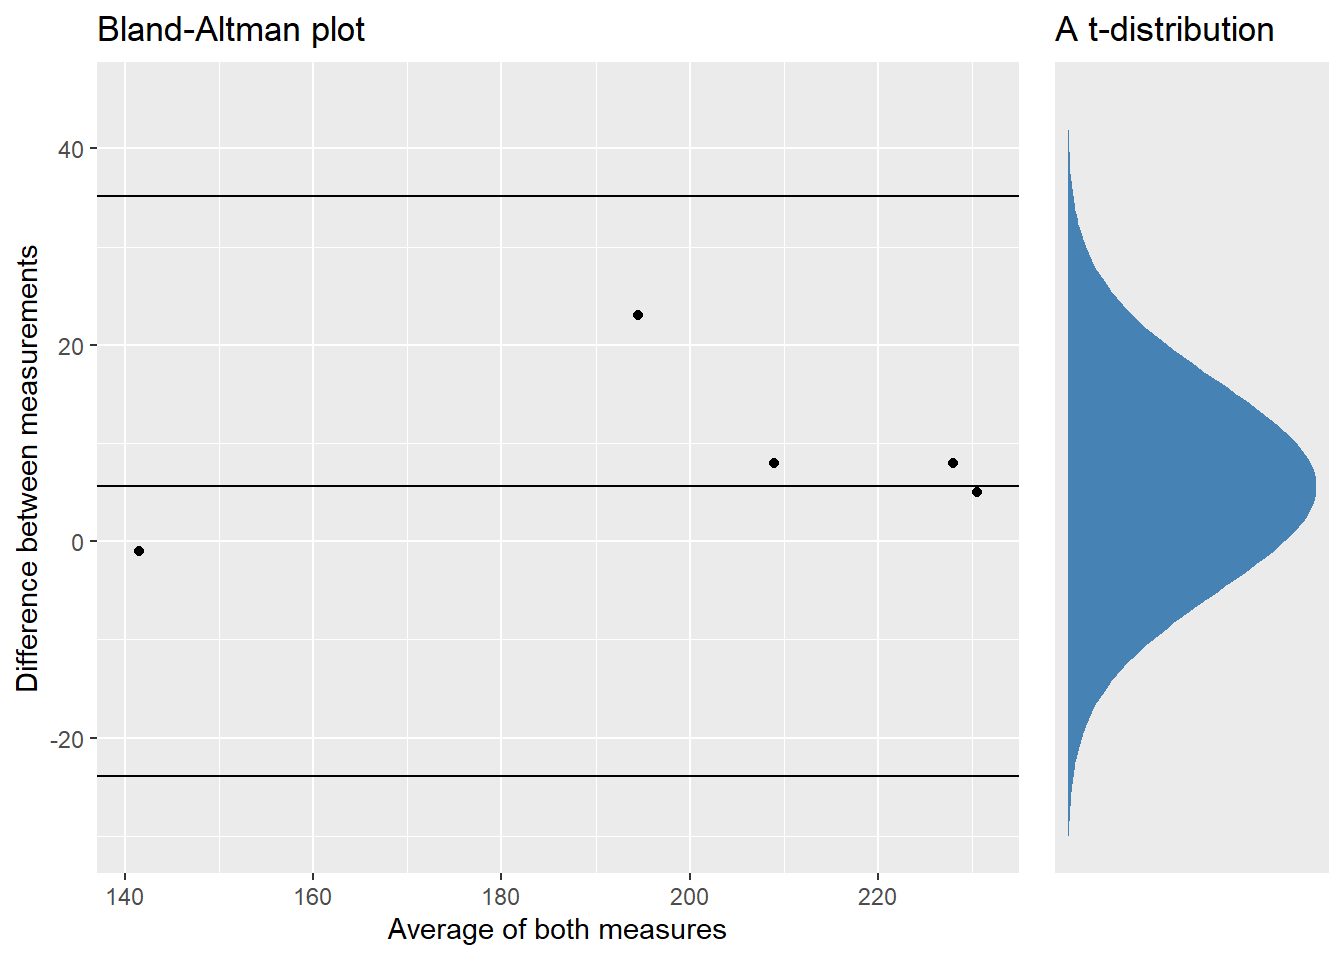 Bland-Altman plot
A t-distribution
Difference between measurements
40
20
0
-20
140 160 180 200 220
Average of both measures